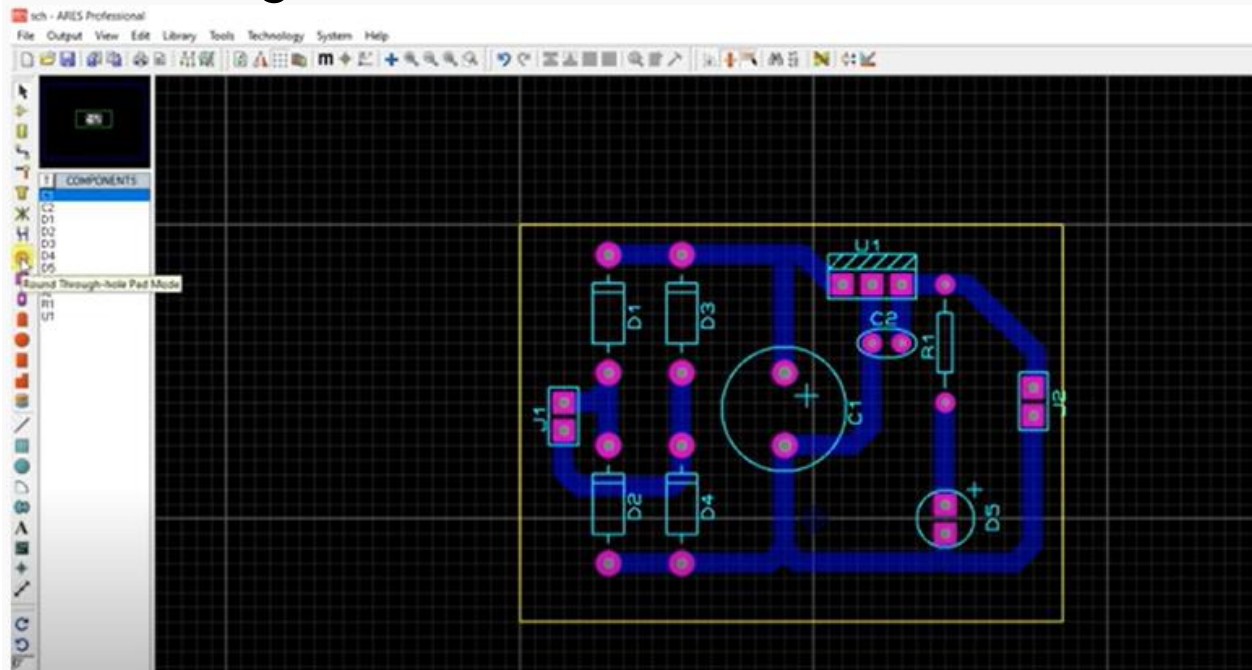 sch - ARES Professional
File Output View Edit Library Tools Technology System Help
COMPONENTS
C1
C2
D1
D2
D3
D4
D5
Round Through-hole Pad Mode
R1
U1
U1
D1
D3
C2
R1
J1
C1
J2
D2
D4
D5